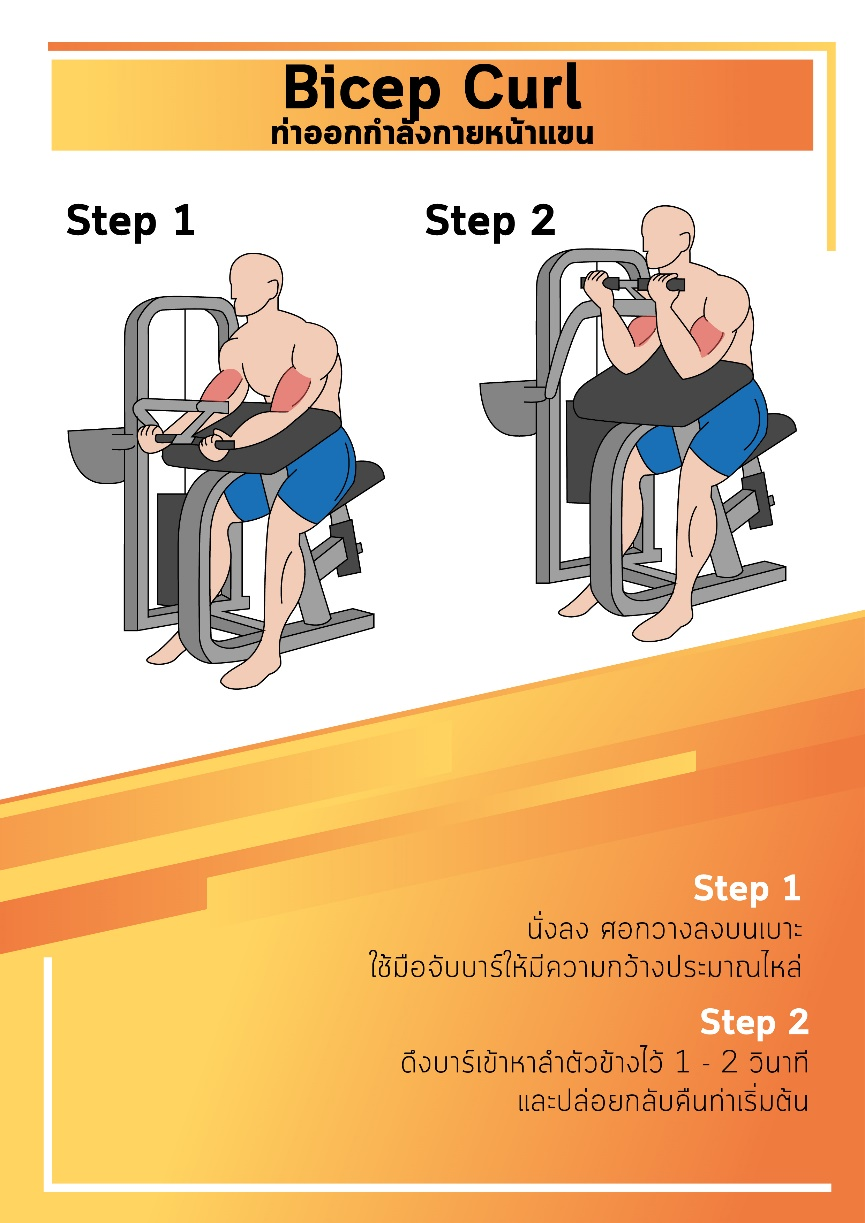 Bicep Curl
ท่าออกกำลังกายหน้าแขน
Step 1
Step 2
Step 1
นั่งลง ศอกวางลงบนเบาะ
ใช้มือจับบาร์ให้มีความกว้างประมาณไหล่
Step 2
ดึงบาร์เข้าหาลำตัวข้างไว้ 1 - 2 วินาที
และปล่อยกลับคืนท่าเริ่มต้น